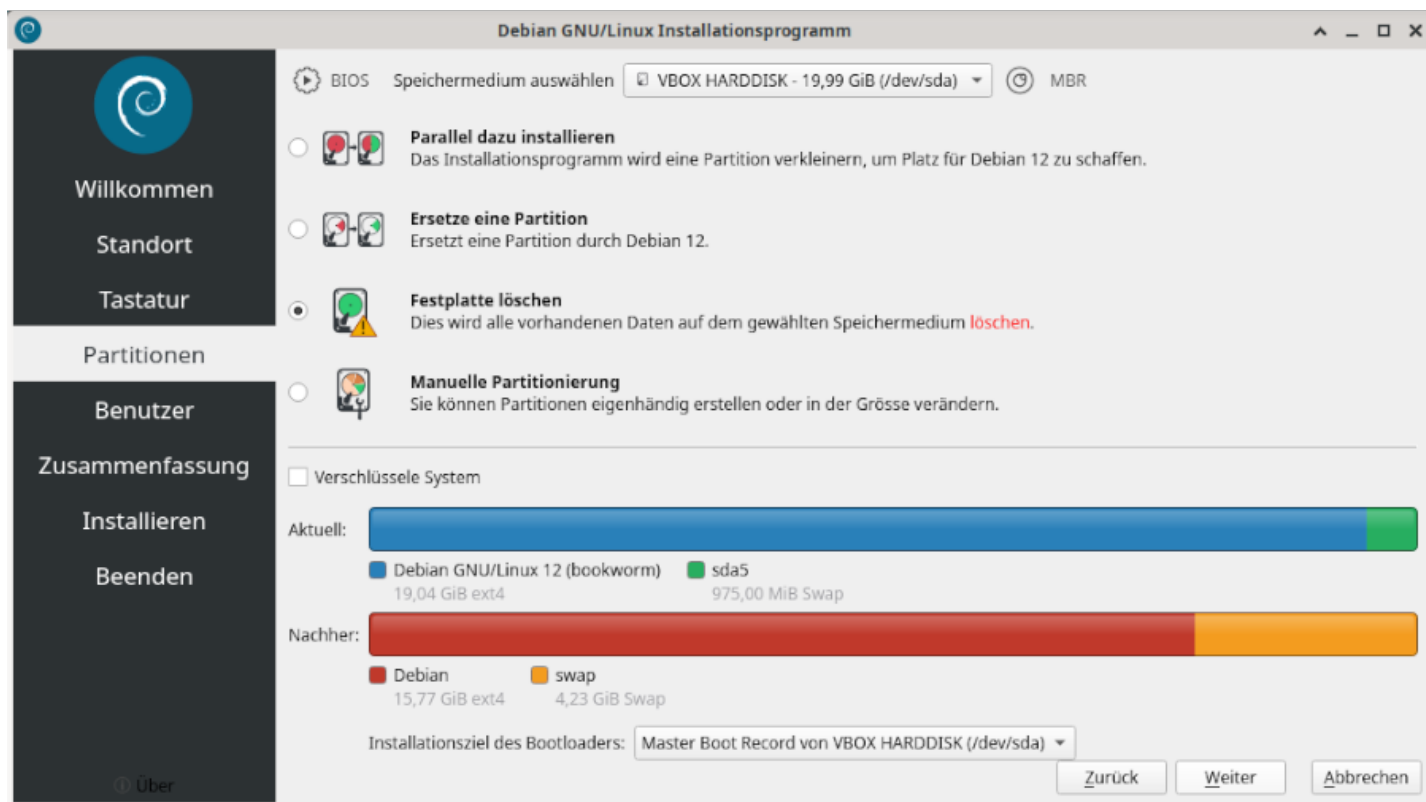 Debian GNU/Linux Installationsprogramm
BIOS Speichermedium auswählen VBOX HARDDISK - 19,99 GiB (/dev/sda) MBR
Willkommen
Standort
Tastatur
Partitionen
Benutzer
Zusammenfassung
Installieren
Beenden
Über
Parallel dazu installieren
Das Installationsprogramm wird eine Partition verkleinern, um Platz für Debian 12 zu schaffen.
Ersetze eine Partition
Ersetzt eine Partition durch Debian 12.
Festplatte löschen
Dies wird alle vorhandenen Daten auf dem gewählten Speichermedium löschen.
Manuelle Partitionierung
Sie können Partitionen eigenhändig erstellen oder in der Grösse verändern.
Verschlüssele System
Aktuell:
Debian GNU/Linux 12 (bookworm) sda5
19,04 GiB ext4 975,00 MiB Swap
Nachher:
Debian swap
15,77 GiB ext4 4,23 GiB Swap
Installationsziel des Bootloaders: Master Boot Record von VBOX HARDDISK (/dev/sda)
Zurück Weiter Abbrechen